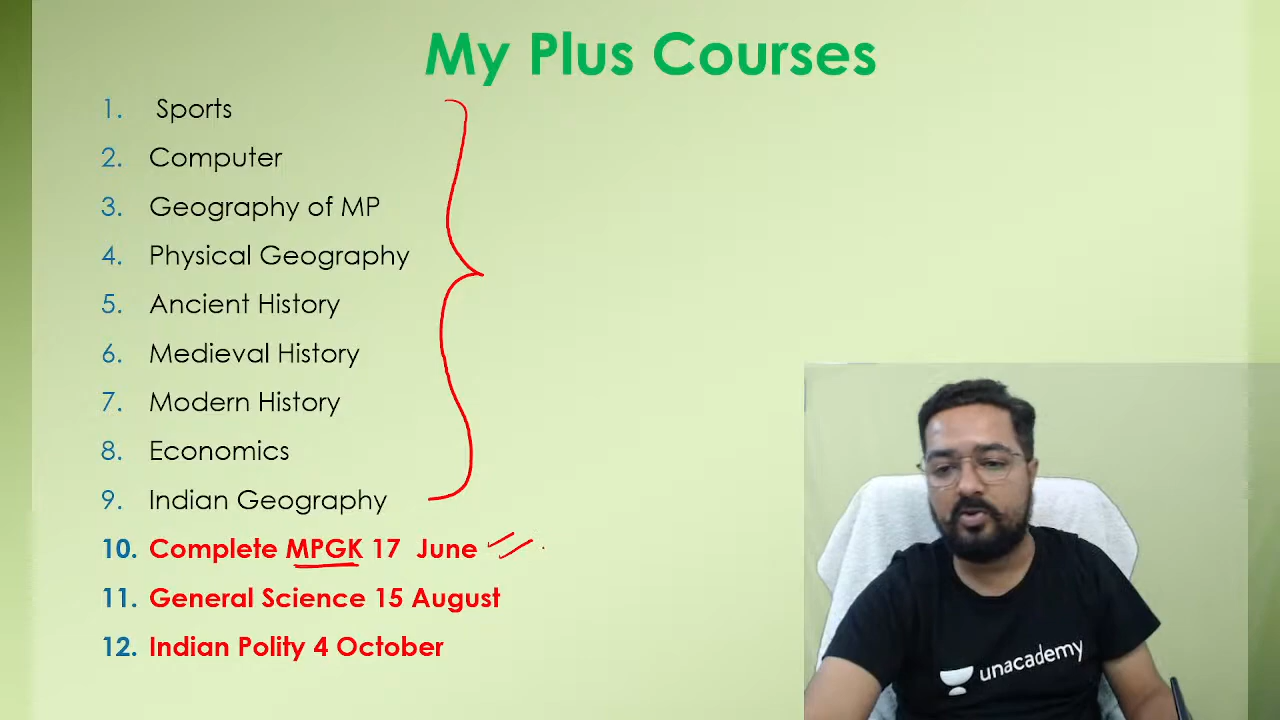 My Plus Courses
1. Sports
2. Computer
3. Geography of MP
4. Physical Geography
5. Ancient History
6. Medieval History
7. Modern History
8. Economics
9. Indian Geography
10. Complete MPGK 17 June
11. General Science 15 August
12. Indian Polity 4 October
unacademy